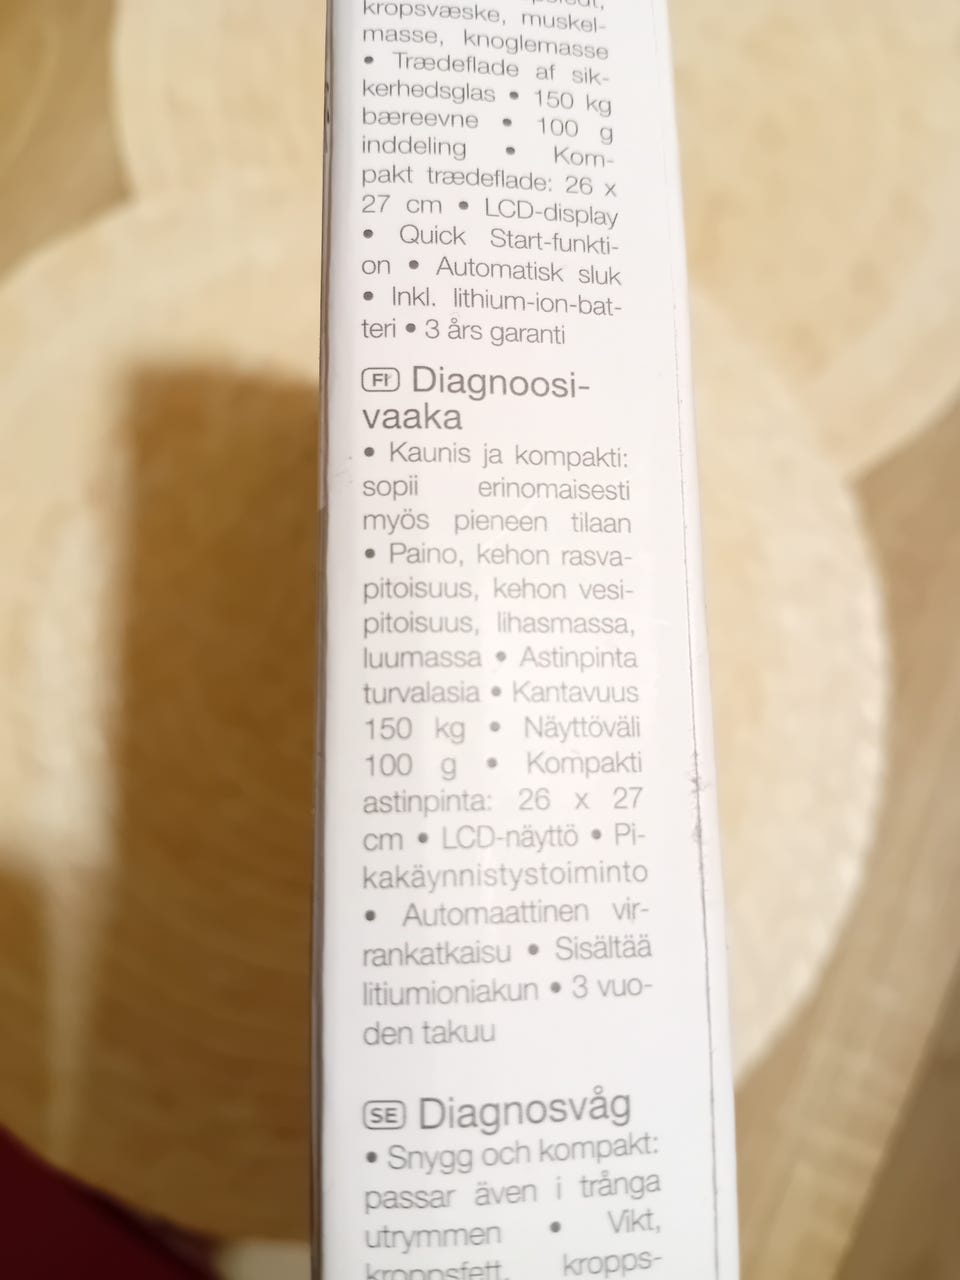 kropsvæske, muskel-
masse, knoglemasse
• Trædeflade af sik-
kerhedsglas • 150 kg
bæreevne • 100 g
inddeling • Kom-
pakt trædeflade: 26 x
27 cm • LCD-display
• Quick Start-funkti-
on • Automatisk sluk
• Inkl. lithium-ion-bat-
teri • 3 års garanti
FI Diagnoosi-
vaaka
• Kaunis ja kompakti:
sopii erinomaisesti
myös pieneen tilaan
• Paino, kehon rasva-
pitoisuus, kehon vesi-
pitoisuus, lihasmassa,
luumassa • Astinpinta
turvalasia • Kantavuus
150 kg • Näyttöväli
100 g • Kompakti
astinpinta: 26 x 27
cm • LCD-näyttö • Pi-
kakäynnistystoiminto
• Automaattinen vir-
rankatkaisu • Sisältää
litiumioniakun • 3 vuo-
den takuu
SE Diagnosvåg
• Snygg och kompakt:
passar även i trånga
utrymmen • Vikt,
kroppsfett, kropps-